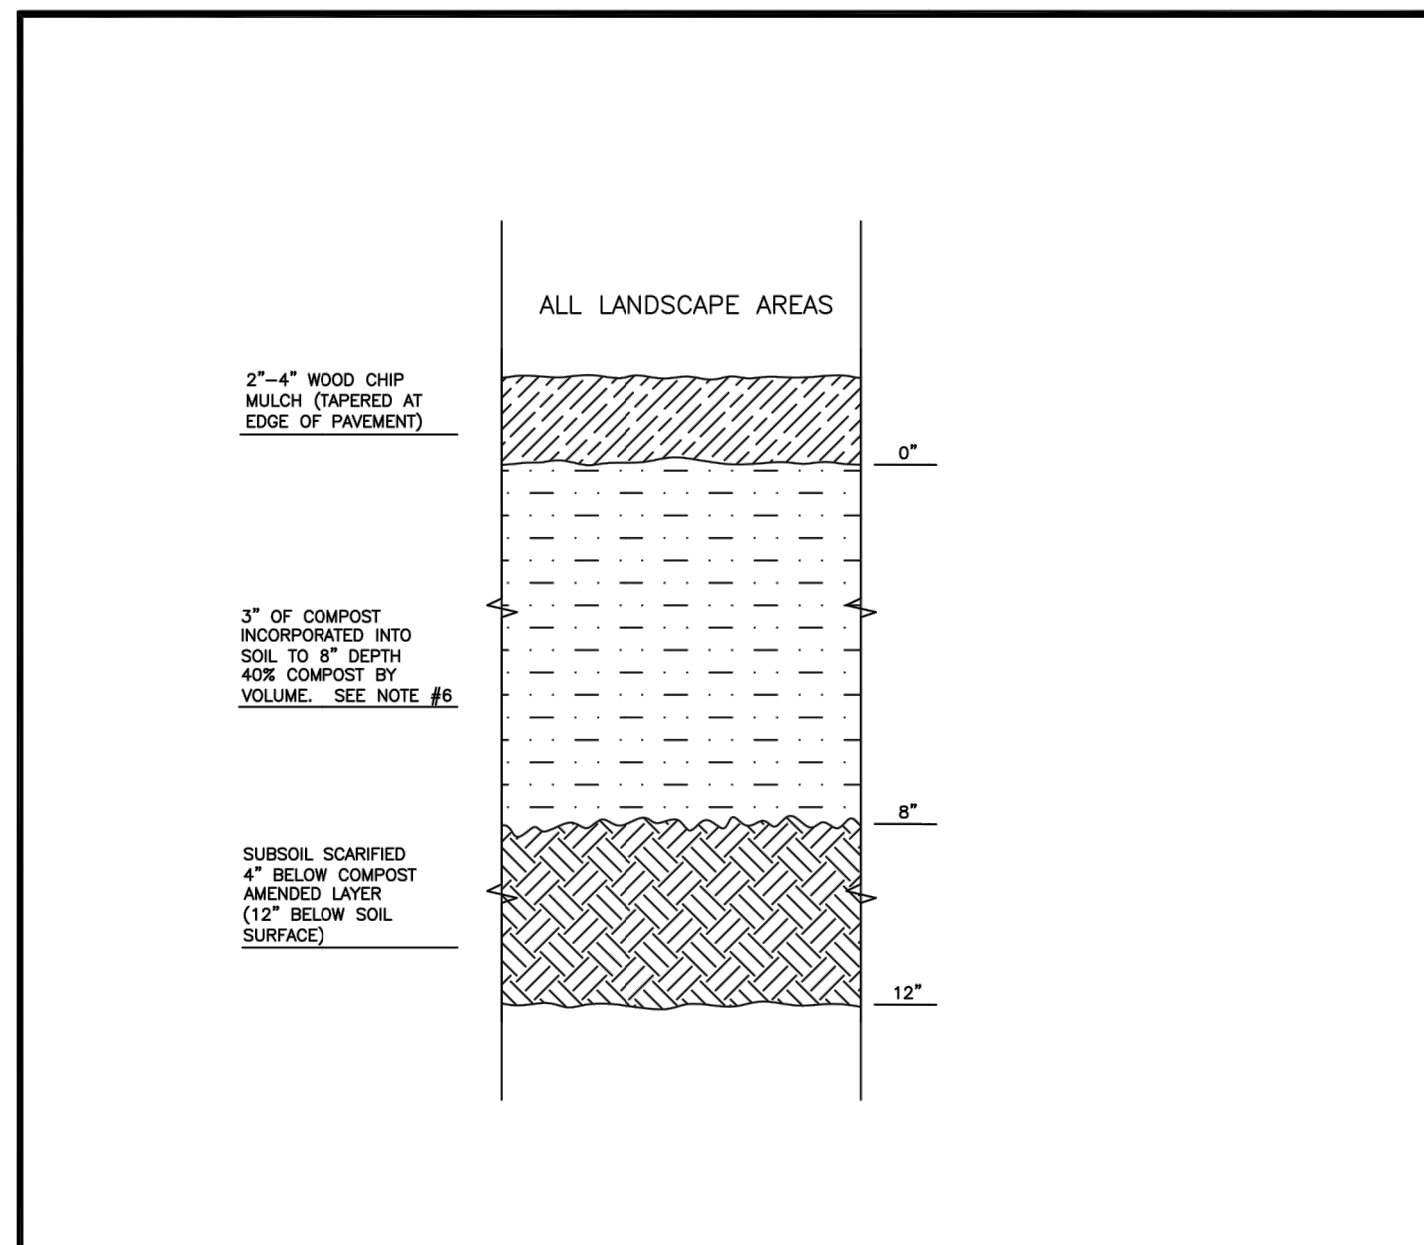 ALL LANDSCAPE AREAS
2”–4” WOOD CHIP
MULCH (TAPERED AT
EDGE OF PAVEMENT)
0”
3” OF COMPOST
INCORPORATED INTO
SOIL TO 8” DEPTH
40% COMPOST BY
VOLUME. SEE NOTE #6
8”
SUBSOIL SCARIFIED
4” BELOW COMPOST
AMENDED LAYER
(12” BELOW SOIL
SURFACE)
12”